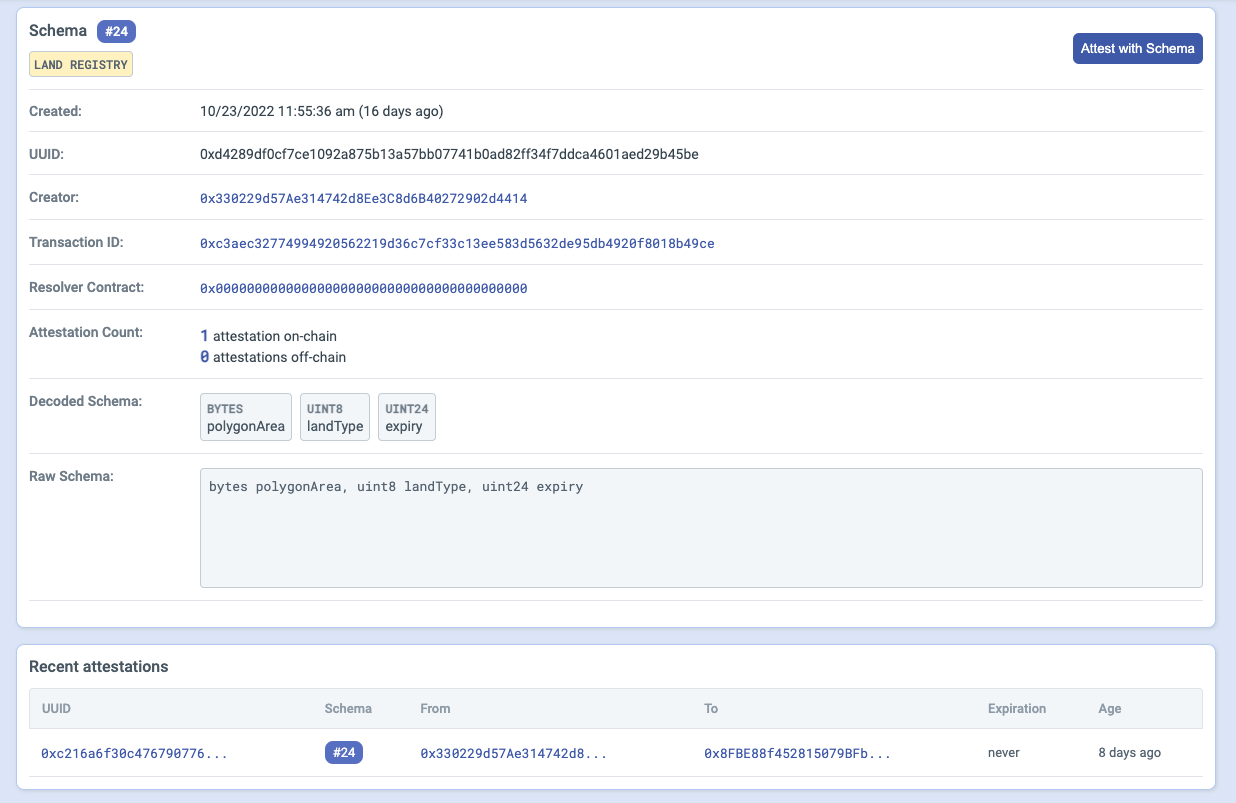 Schema #24
LAND REGISTRY
Attest with Schema
Created: 10/23/2022 11:55:36 am (16 days ago)
UUID: 0xd4289df0cf7ce1092a875b13a57bb07741b0ad82ff34f7ddca4601aed29b45be
Creator: 0x330229d57Ae314742d8Ee3C8d6B40272902d4414
Transaction ID: 0xc3aec32774994920562219d36c7cf33c13ee583d5632de95db4920f8018b49ce
Resolver Contract: 0x0000000000000000000000000000000000000000
Attestation Count: 1 attestation on-chain
0 attestations off-chain
Decoded Schema:
BYTES UINT8 UINT24
polygonArea landType expiry
Raw Schema:
bytes polygonArea, uint8 landType, uint24 expiry
Recent attestations
UUID Schema From To Expiration Age
0xc216a6f30c476790776... #24 0x330229d57Ae314742d8... 0x8FBE88f452815079BFb... never 8 days ago